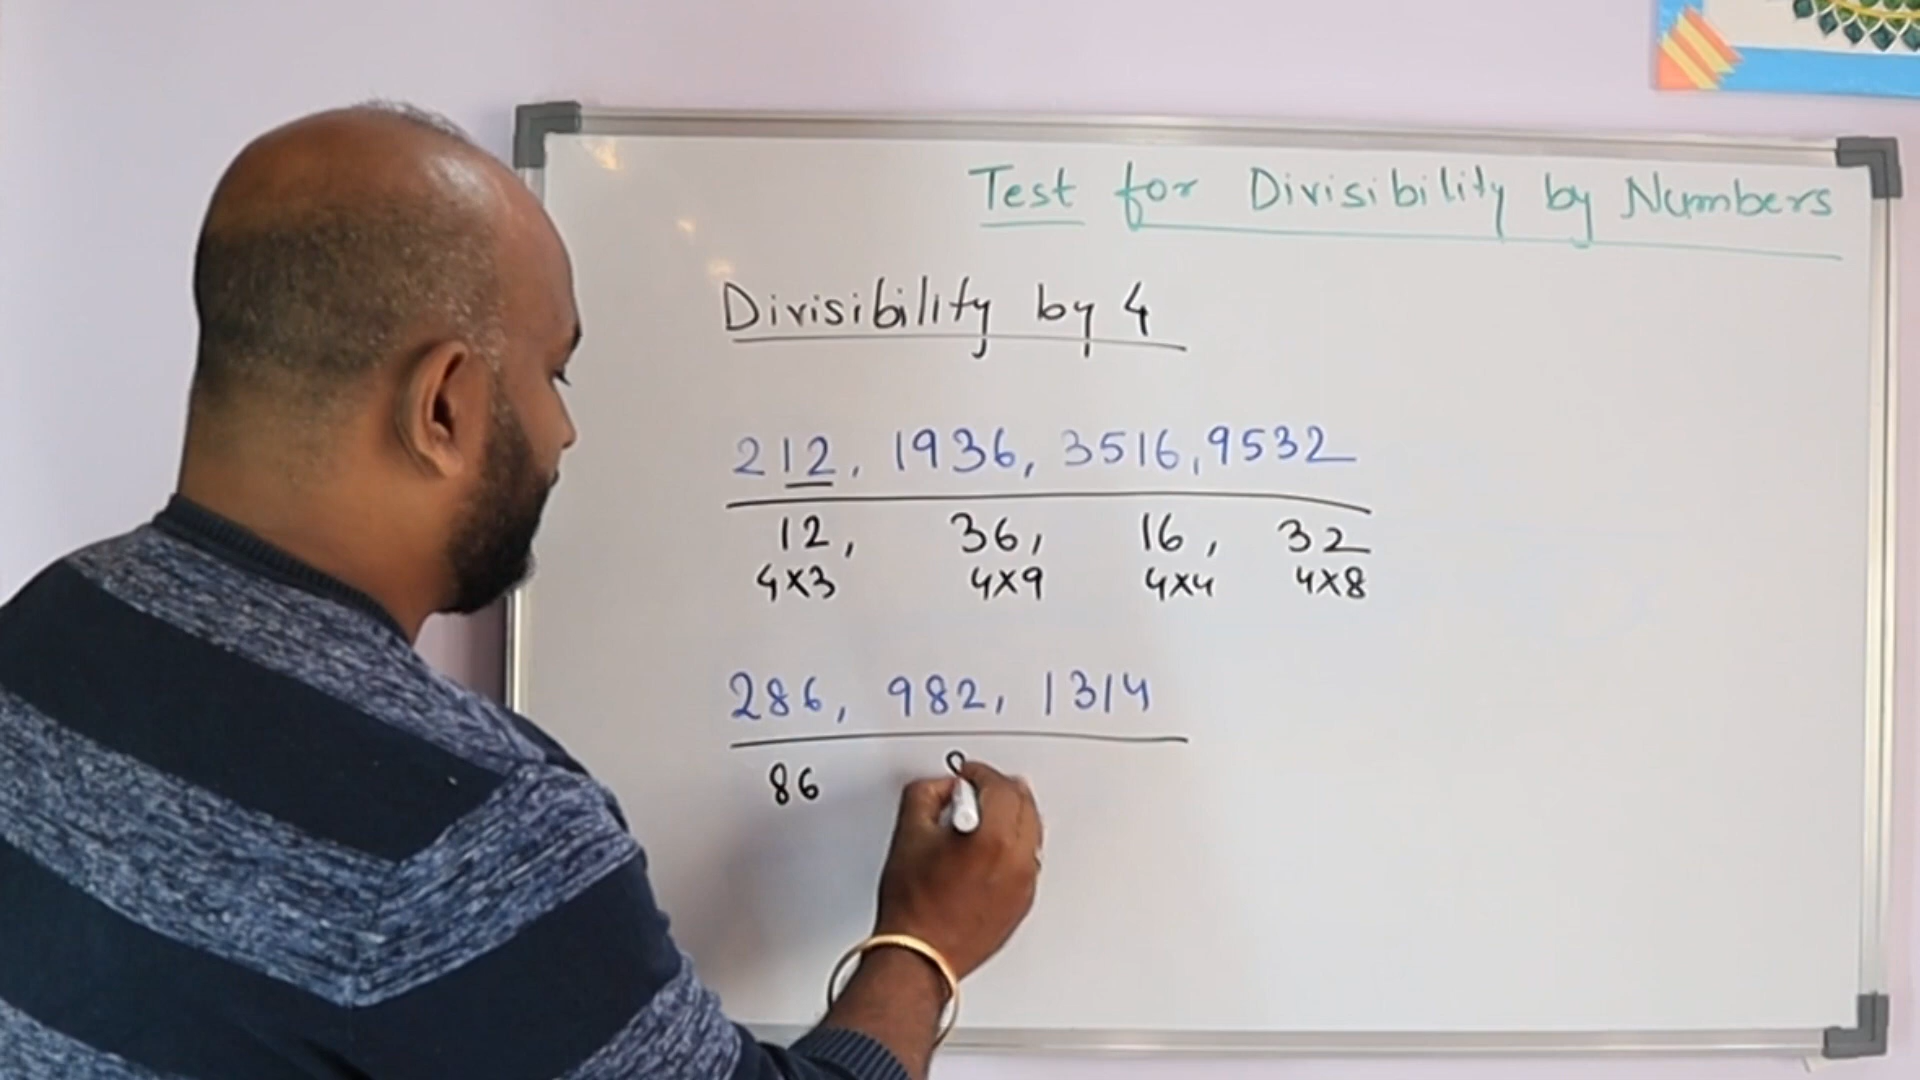 Test for Divisibility by Numbers
Divisibility by 4
212, 1936, 3516, 9532
12, 36, 16, 32
4x3 4x9 4x4 4x8
286, 982, 1314
86 8